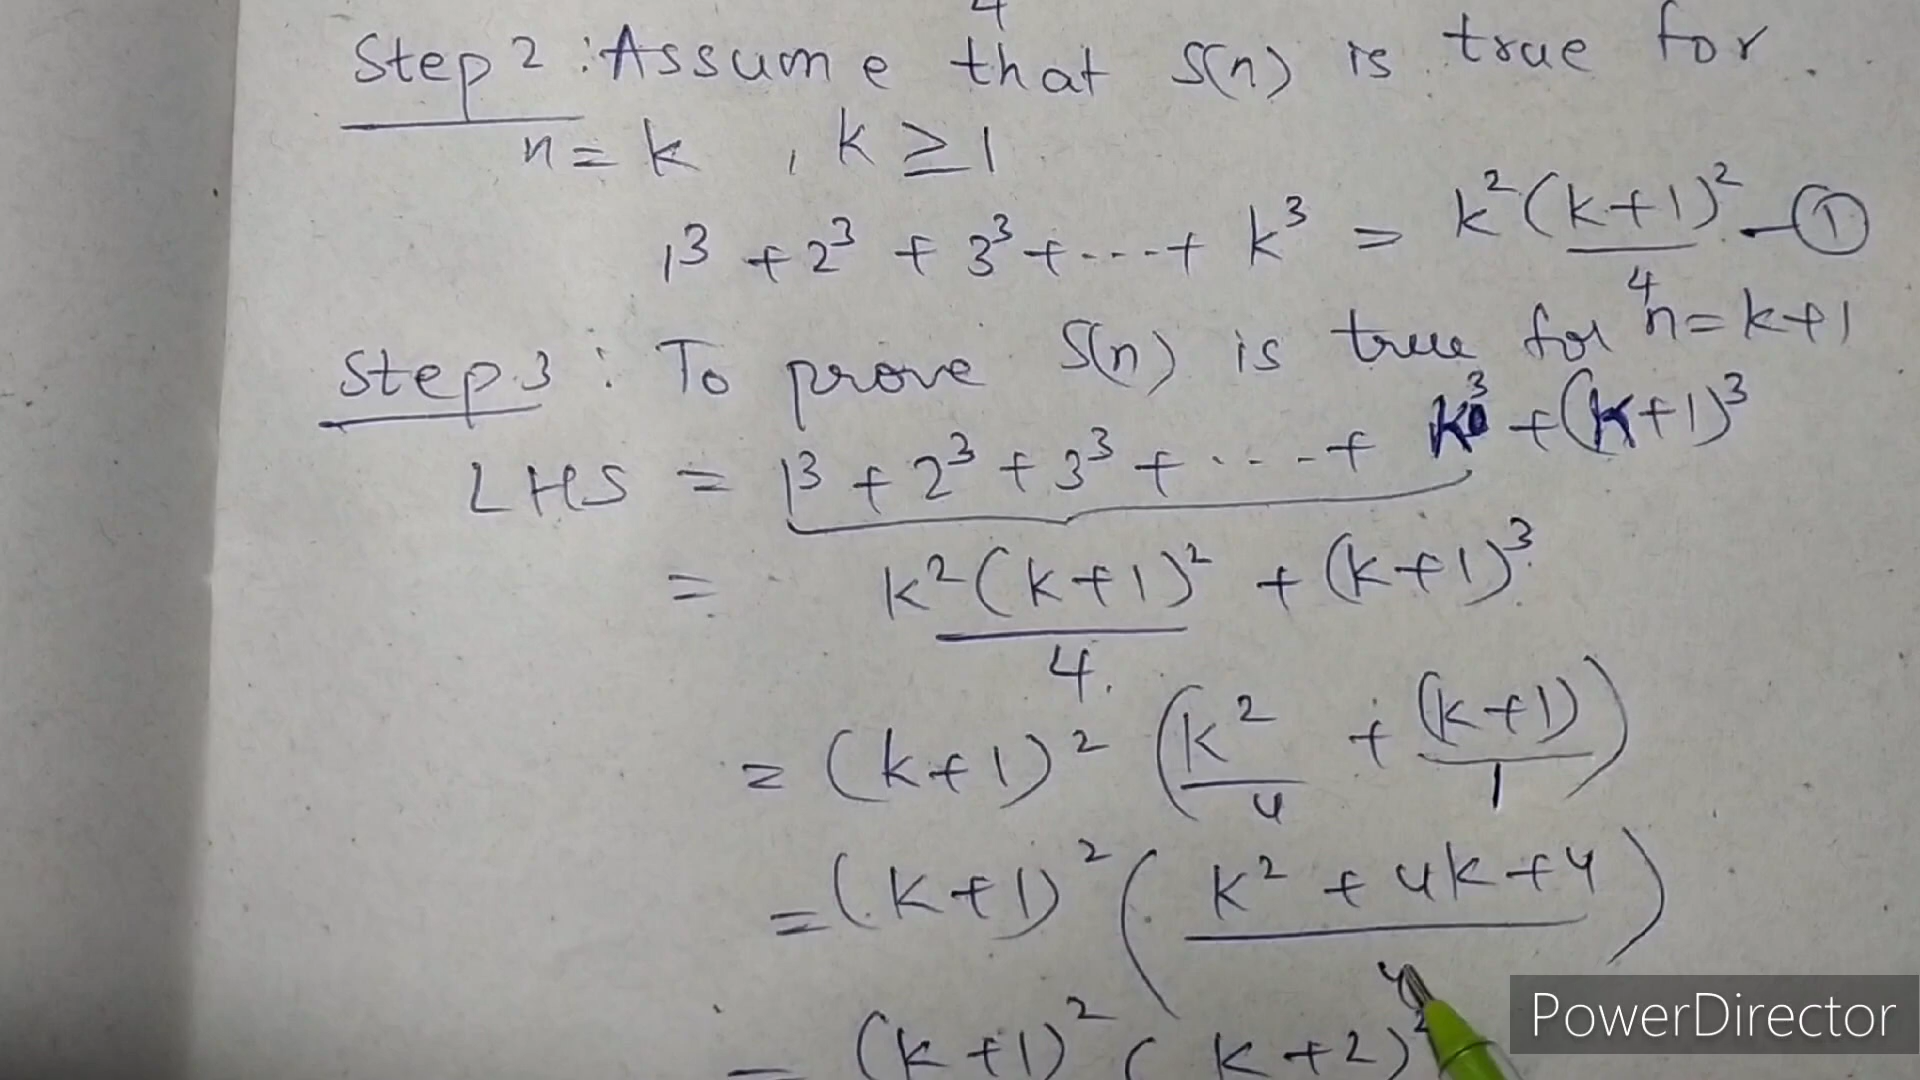 4
Step 2 : Assume that S(n) is true for
n = k , k ≥ 1
1³ + 2³ + 3³ + ---- + k³ = k²(k+1)² — ①
4
Step 3 : To prove S(n) is true for n = k+1
LHS = 1³ + 2³ + 3³ + ---- + k³ + (k+1)³
= k²(k+1)² + (k+1)³
4.
= (k+1)² (k²/4 + (k+1)/1)
= (k+1)² (k² + 4k + 4)
4
= (k+1)² (k+2)²
PowerDirector